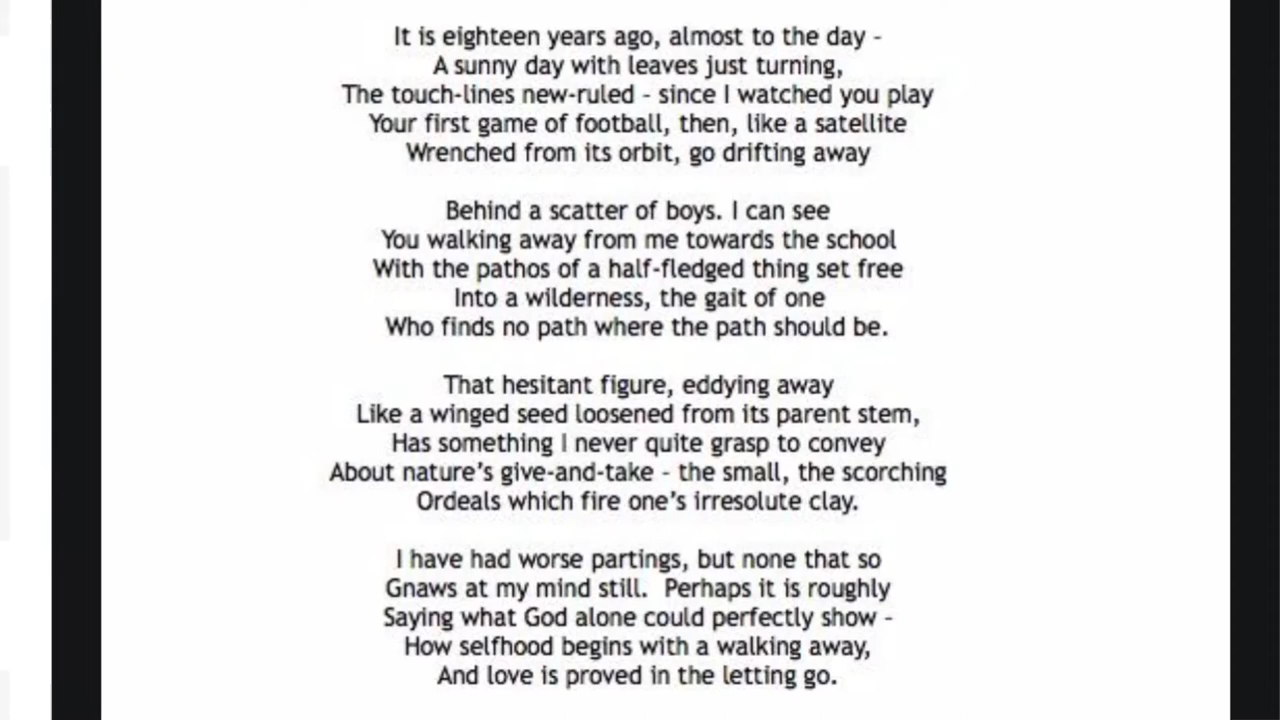 It is eighteen years ago, almost to the day -
A sunny day with leaves just turning,
The touch-lines new-ruled - since I watched you play
Your first game of football, then, like a satellite
Wrenched from its orbit, go drifting away
Behind a scatter of boys. I can see
You walking away from me towards the school
With the pathos of a half-fledged thing set free
Into a wilderness, the gait of one
Who finds no path where the path should be.
That hesitant figure, eddying away
Like a winged seed loosened from its parent stem,
Has something I never quite grasp to convey
About nature's give-and-take - the small, the scorching
Ordeals which fire one's irresolute clay.
I have had worse partings, but none that so
Gnaws at my mind still.  Perhaps it is roughly
Saying what God alone could perfectly show -
How selfhood begins with a walking away,
And love is proved in the letting go.